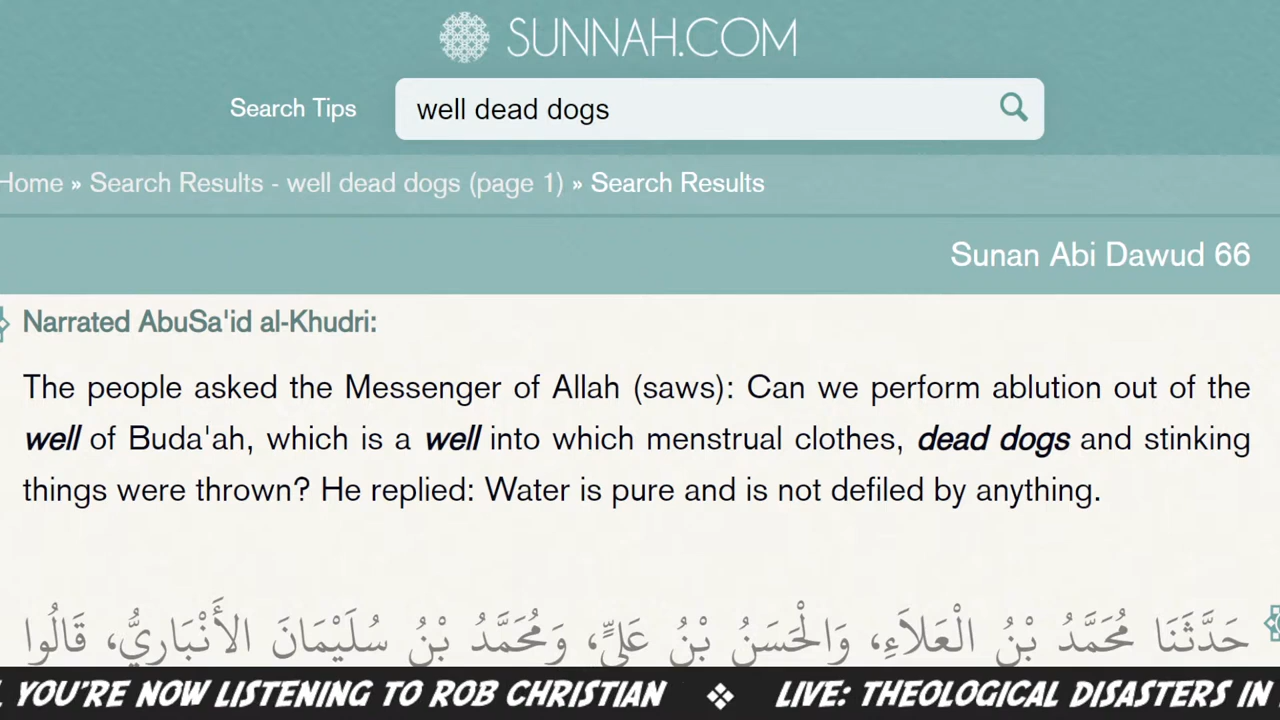 SUNNAH.COM
Search Tips
well dead dogs
Home » Search Results - well dead dogs (page 1) » Search Results
Sunan Abi Dawud 66
Narrated AbuSa'id al-Khudri:
The people asked the Messenger of Allah (saws): Can we perform ablution out of the
well of Buda'ah, which is a well into which menstrual clothes, dead dogs and stinking
things were thrown? He replied: Water is pure and is not defiled by anything.
حَدَّثَنَا مُحَمَّدُ بْنُ الْعَلاَءِ، وَالْحَسَنُ بْنُ عَلِيٍّ، وَمُحَمَّدُ بْنُ سُلَيْمَانَ الأَنْبَارِيُّ، قَالُوا
YOU'RE NOW LISTENING TO ROB CHRISTIAN ❖ LIVE: THEOLOGICAL DISASTERS IN